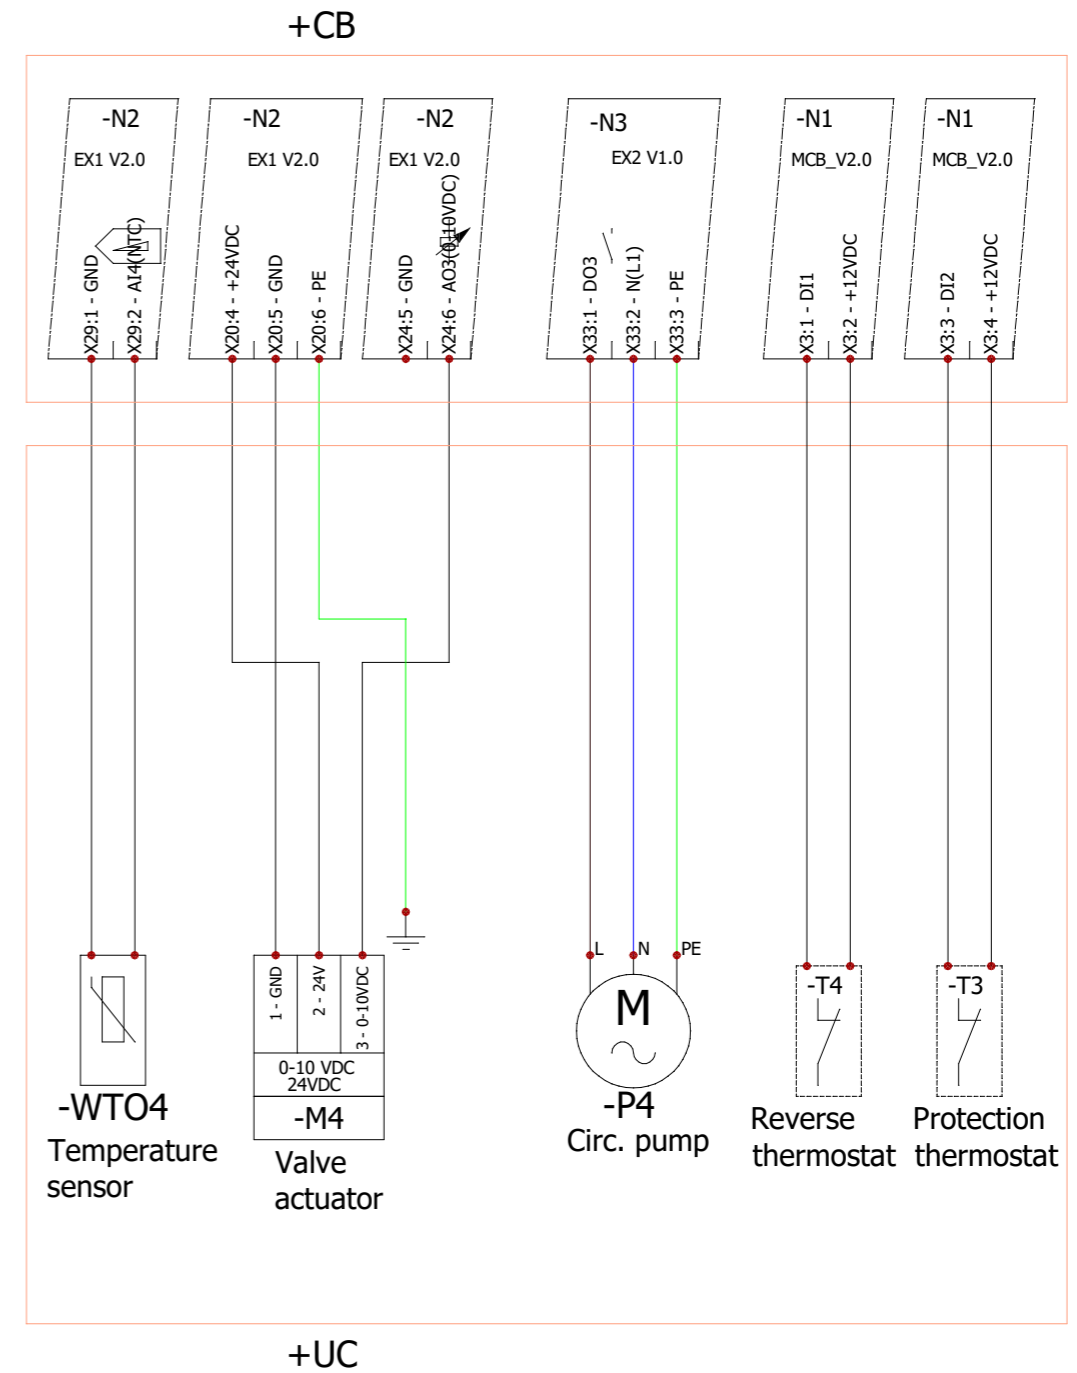 +CB
-N2
EX1 V2.0
X29:1 - GND
X29:2 - AI4(NTC)
-N2
EX1 V2.0
X20:4 - +24VDC
X20:5 - GND
X20:6 - PE
-N2
EX1 V2.0
X24:5 - GND
X24:6 - AO3(0-10VDC)
-N3
EX2 V1.0
X33:1 - DO3
X33:2 - N(L1)
X33:3 - PE
-N1
MCB_V2.0
X3:1 - DI1
X3:2 - +12VDC
-N1
MCB_V2.0
X3:3 - DI2
X3:4 - +12VDC
-WTO4
Temperature
sensor
1 - GND
2 - 24V
3 - 0-10VDC
0-10 VDC
24VDC
-M4
Valve
actuator
L
N
PE
M
-P4
Circ. pump
-T4
Reverse
thermostat
-T3
Protection
thermostat
+UC